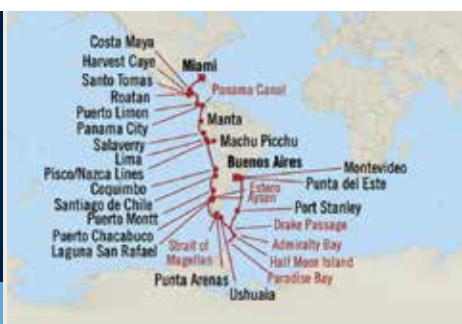 Costa Maya
Harvest Caye
Miami
Santo Tomas
Panama Canal
Roatan
Puerto Limon
Panama City
Manta
Salaverry
Machu Picchu
Lima
Pisco/Nazca Lines
Buenos Aires
Montevideo
Coquimbo
Estero
Aysen
Punta del Este
Santiago de Chile
Port Stanley
Puerto Montt
Drake Passage
Puerto Chacabuco
Strait of
Magellen
Admiralty Bay
Laguna San Rafael
Half Moon Island
Punta Arenas
Paradise Bay
Ushuaia